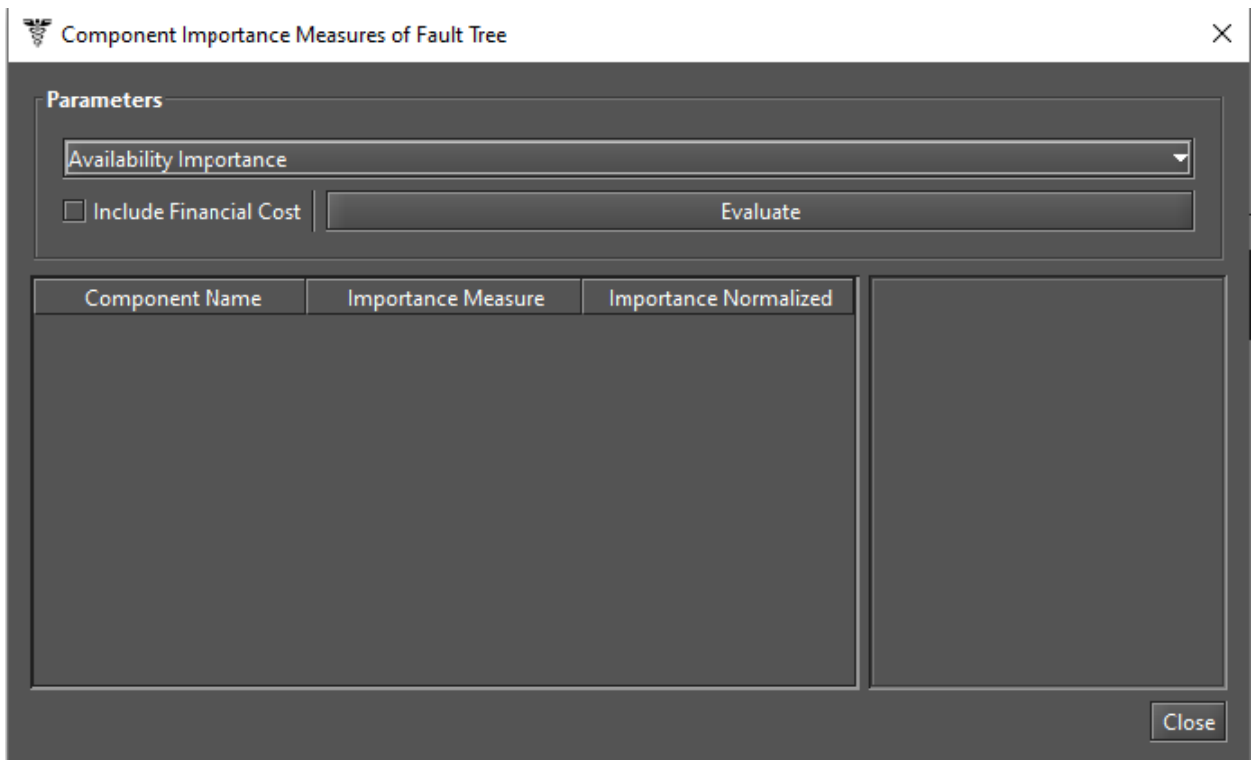 Component Importance Measures of Fault Tree
Parameters
Availability Importance
Include Financial Cost
Evaluate
Component Name
Importance Measure
Importance Normalized
Close